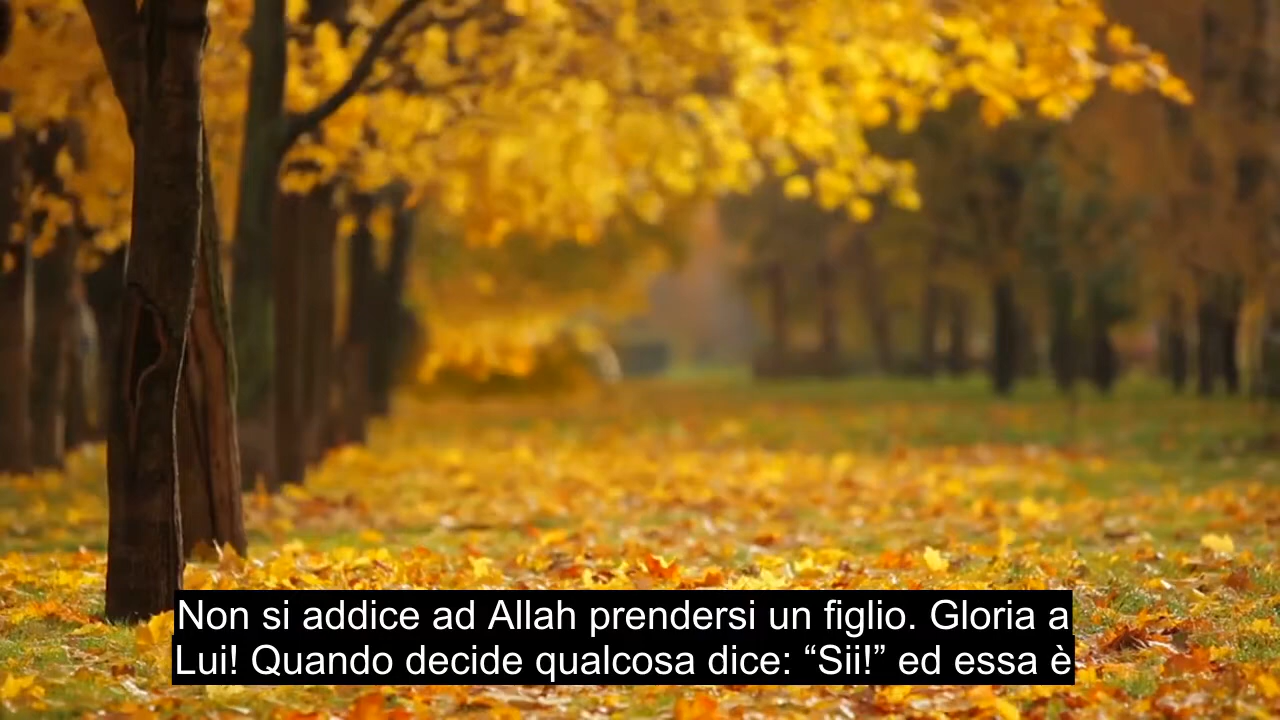 Non si addice ad Allah prendersi un figlio. Gloria a
Lui! Quando decide qualcosa dice: “Sii!” ed essa è